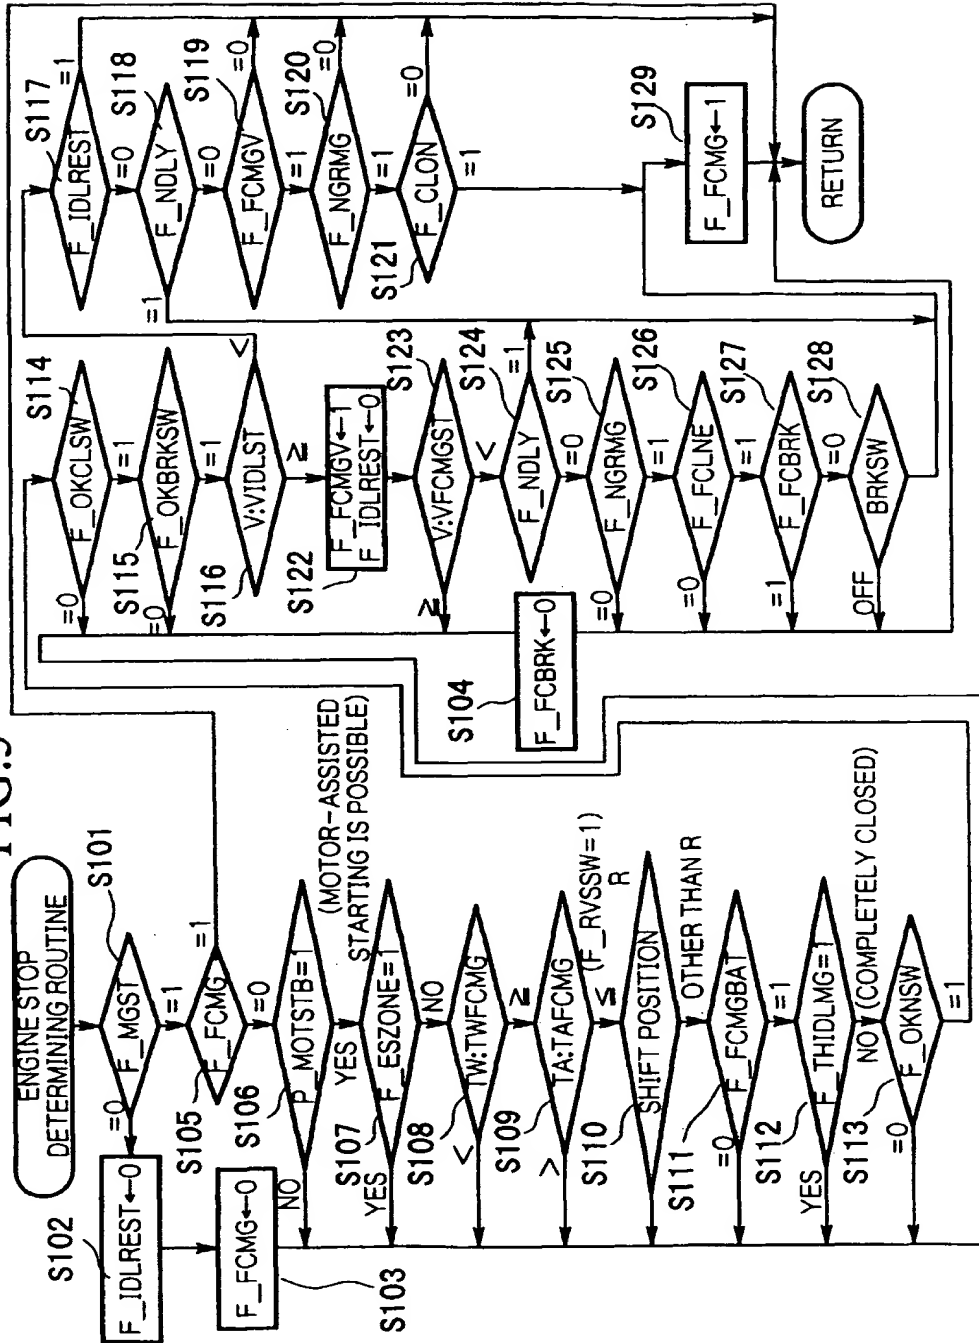 FIG.5
ENGINE STOP
DETERMINING ROUTINE
S101
F_MGST
=0
=1
S102
F_IDLREST←0
S103
F_FCMG←0
S105
F_FCMG
=1
=0
S106
P_MOTSTB=1
NO
YES
(MOTOR-ASSISTED
STARTING IS POSSIBLE)
S107
F_ESZONE=1
YES
NO
S108
TW:TWFCMG
<
≧
S109
TA:TAFCMG
>
≦
S110
SHIFT POSITION
(F_RVSSW=1)
R
OTHER THAN R
S111
F_FCMGBAT
=0
=1
S112
F_THIDLMG=1
YES
NO (COMPLETELY CLOSED)
S113
F_OKNSW
=0
=1
S104
F_FCBRK←0
S114
F_OKCLSW
=0
=1
S115
F_OKBRKSW
=0
=1
S116
V:VIDLST
<
≧
S122
F_FCMGV←1
F_IDLREST←0
S123
V:VFCMGST
≧
<
S124
F_NDLY
=1
=0
S125
F_NGRMG
=0
=1
S126
F_FCLNE
=0
=1
S127
F_FCBRK
=1
=0
S128
BRKSW
OFF
S117
F_IDLREST
=1
=0
S118
F_NDLY
=1
=0
S119
F_FCMGV
=0
=1
S120
F_NGRMG
=0
=1
S121
F_CLON
=0
=1
S129
F_FCMG←1
RETURN